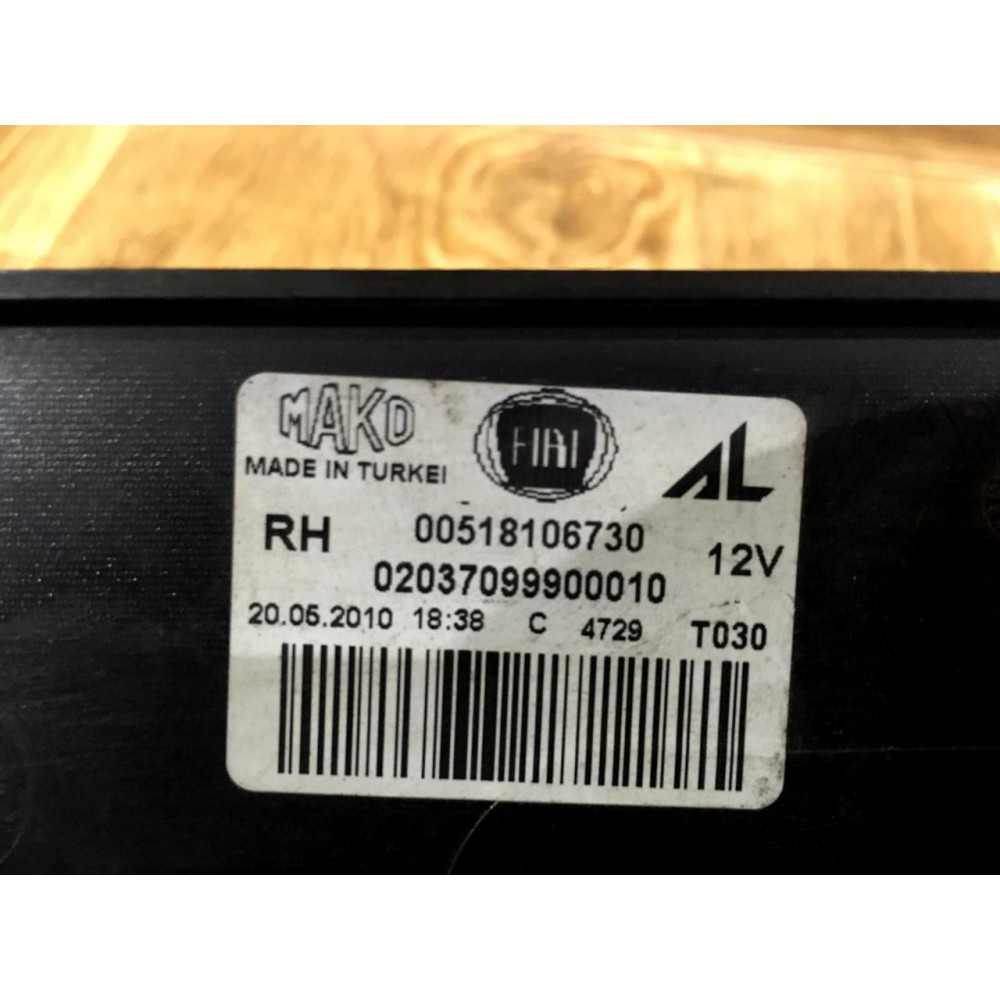 MAKO FIAT AL
MADE IN TURKEI
RH 00518106730 12V
02037099900010
20.05.2010 18:38 C 4729 T030